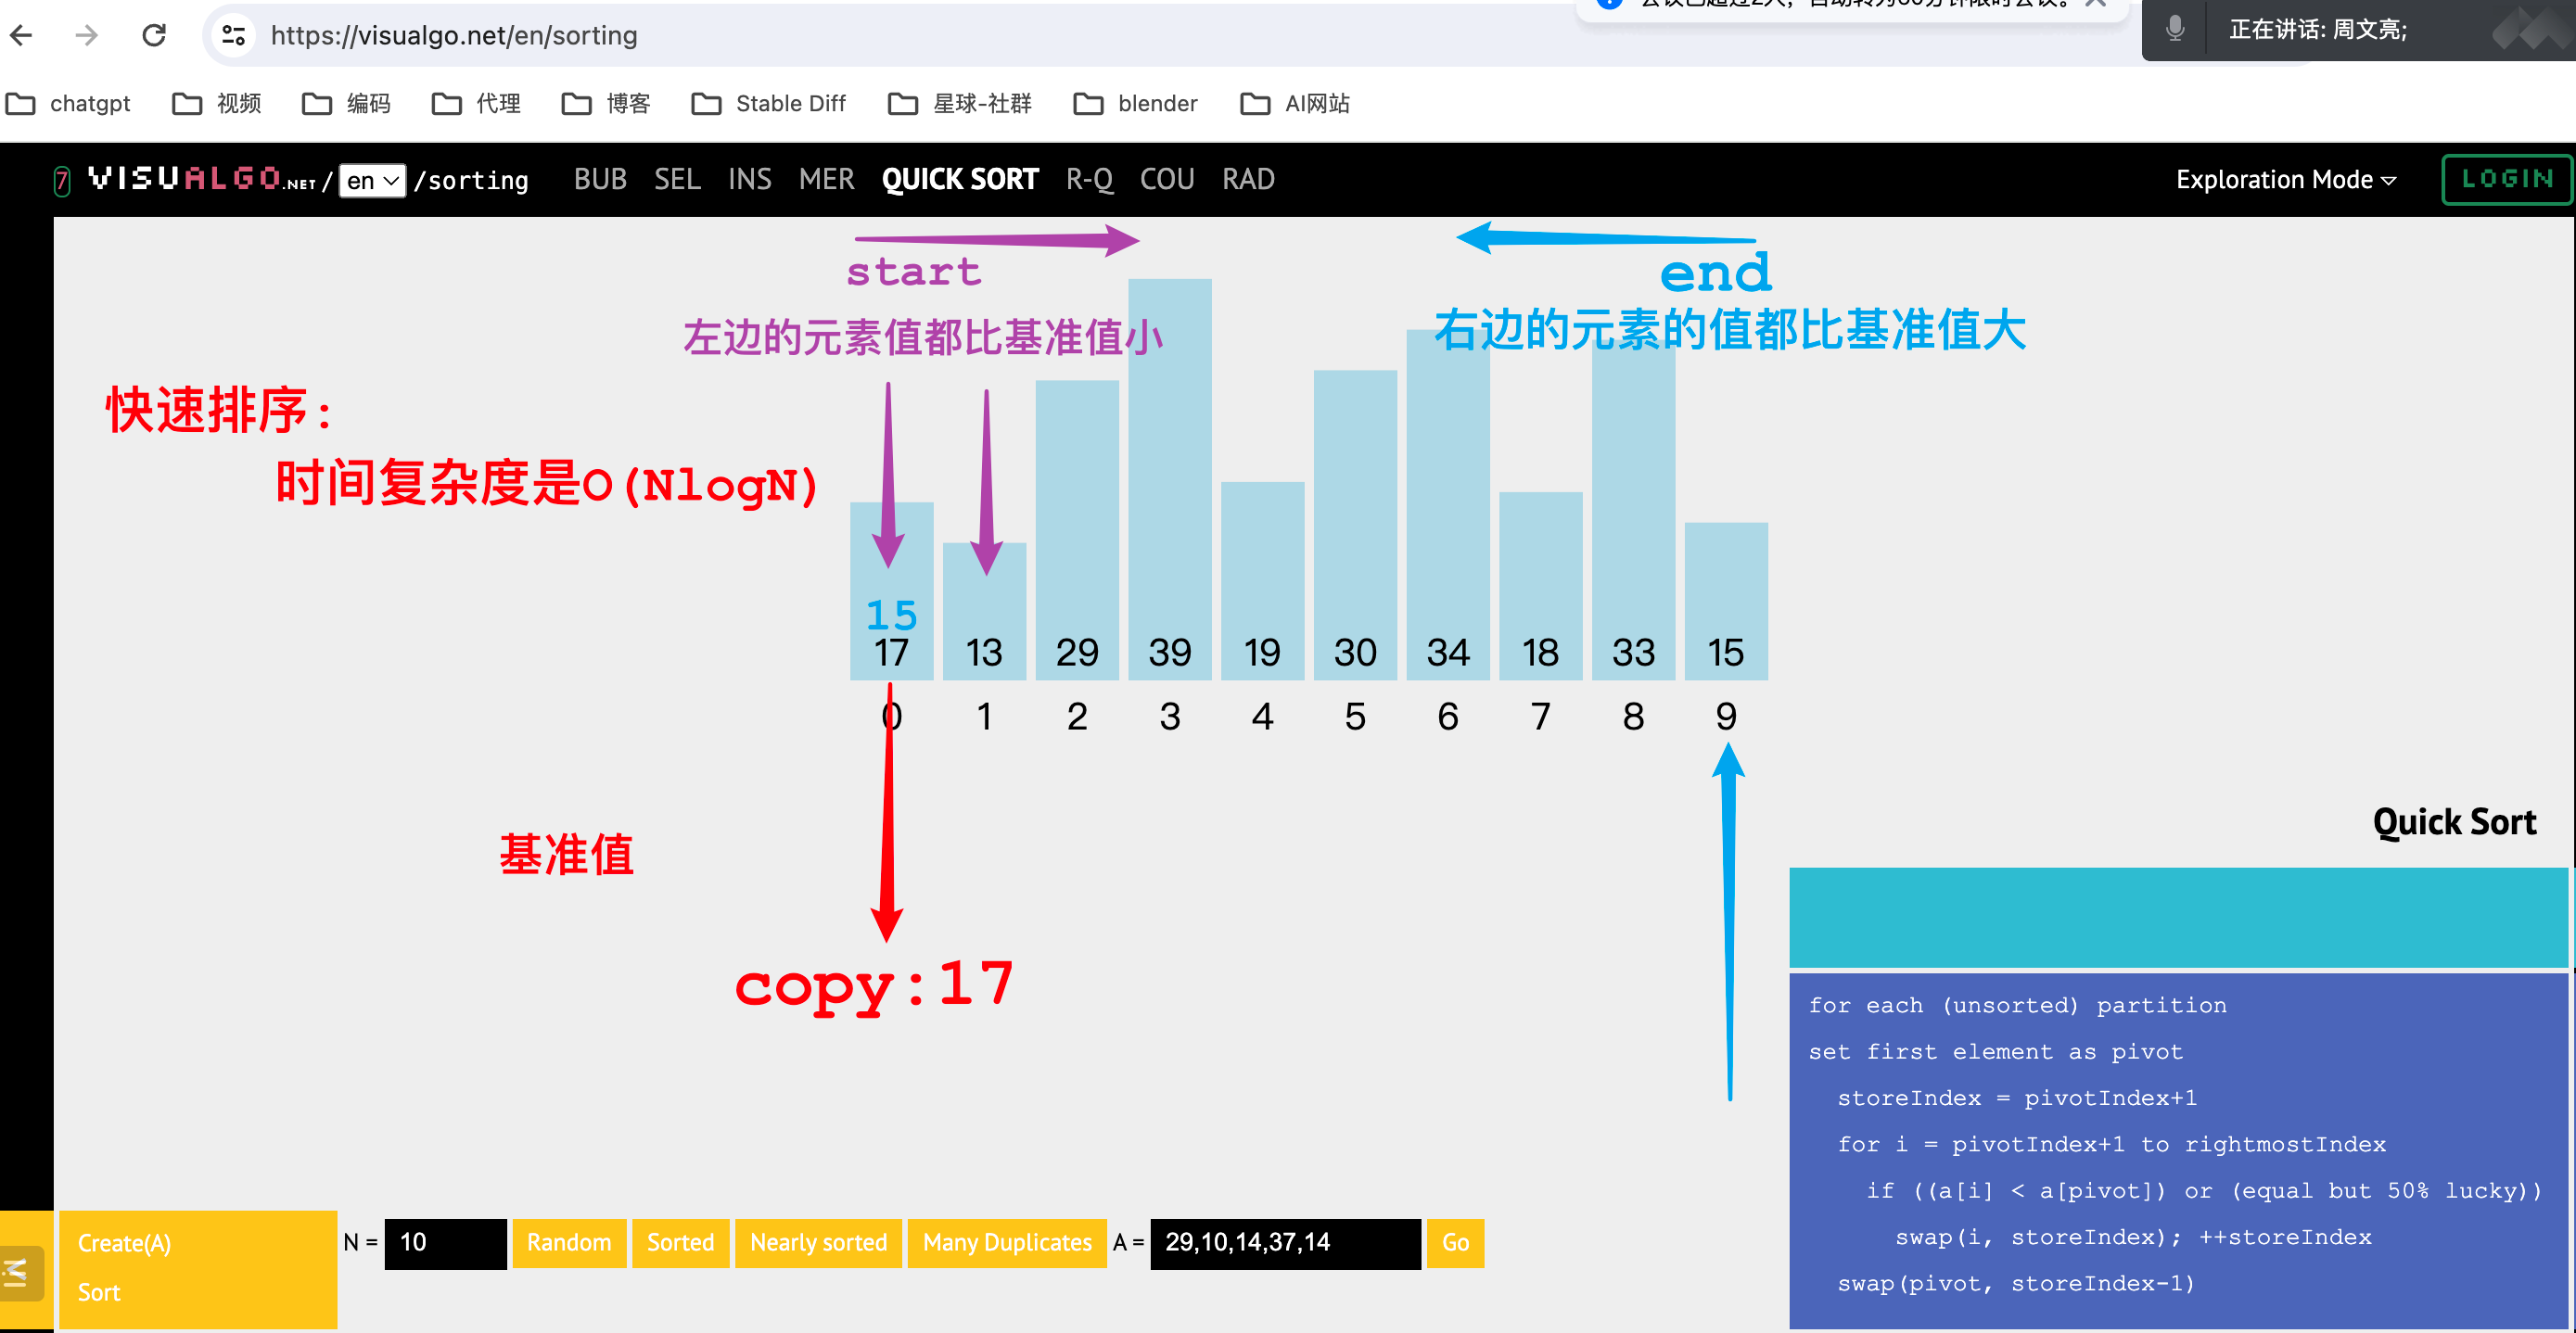 https://visualgo.net/en/sorting
正在讲话: 周文亮;
chatgpt 视频 编码 代理 博客 Stable Diff 星球-社群 blender AI网站
7 VISUALGO.NET/ en /sorting BUB SEL INS MER QUICK SORT R-Q COU RAD Exploration Mode LOGIN
start
end
左边的元素值都比基准值小
右边的元素的值都比基准值大
快速排序:
时间复杂度是O(NlogN)
15
17 13 29 39 19 30 34 18 33 15
0 1 2 3 4 5 6 7 8 9
基准值
copy:17
Quick Sort
for each (unsorted) partition
set first element as pivot
storeIndex = pivotIndex+1
for i = pivotIndex+1 to rightmostIndex
if ((a[i] < a[pivot]) or (equal but 50% lucky))
swap(i, storeIndex); ++storeIndex
swap(pivot, storeIndex-1)
Create(A)
N = 10 Random Sorted Nearly sorted Many Duplicates A = 29,10,14,37,14 Go
Sort